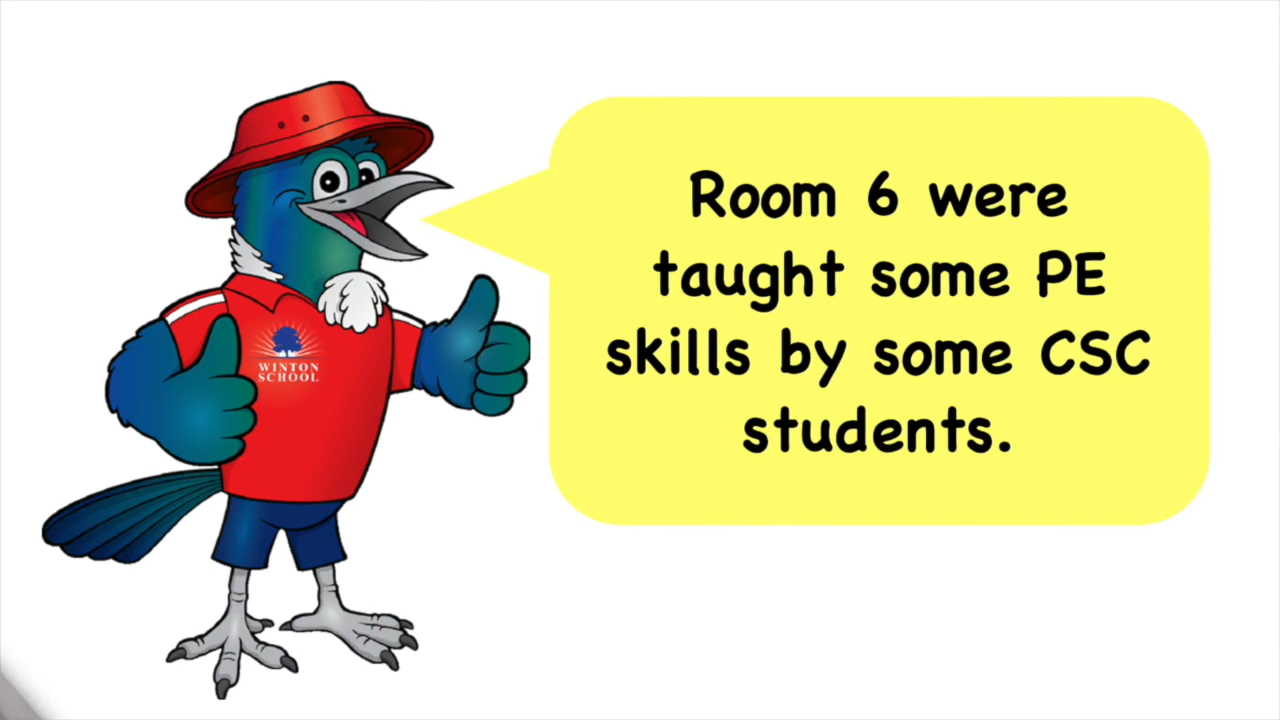 Room 6 were
taught some PE
skills by some CSC
students.
WINTON
SCHOOL